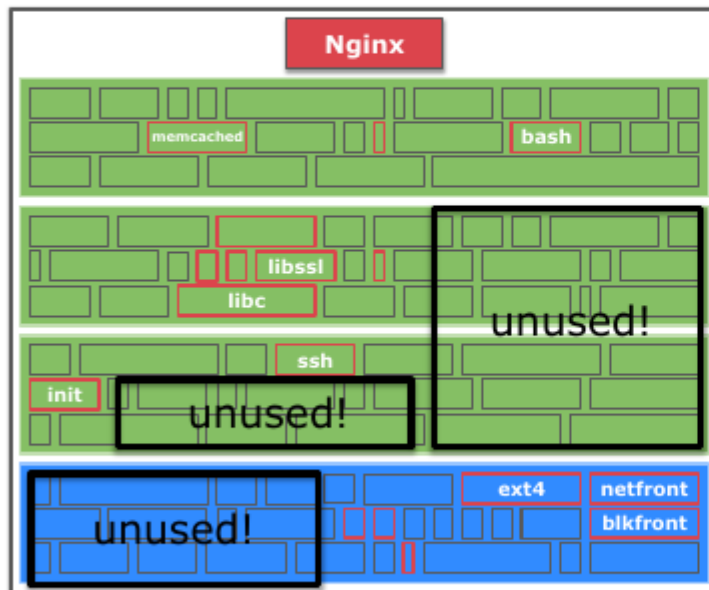 Nginx
memcached
bash
libssl
libc
unused!
ssh
init
unused!
ext4
netfront
unused!
blkfront